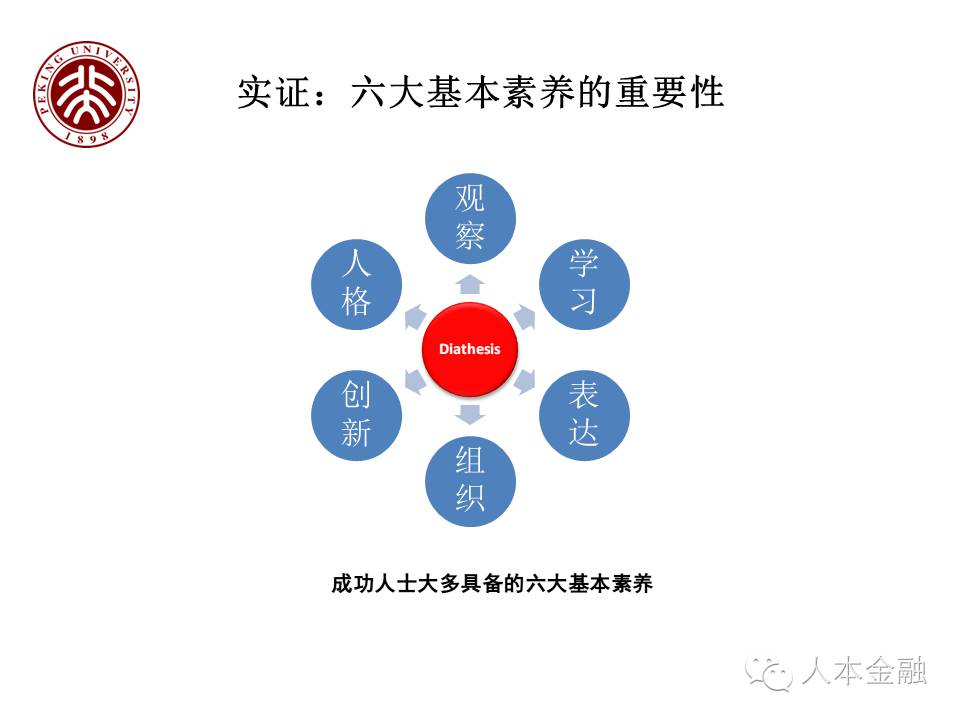 PEKING UNIVERSITY
1898
实证：六大基本素养的重要性
观
察
学
习
表
达
组
织
创
新
人
格
Diathesis
成功人士大多具备的六大基本素养
人本金融